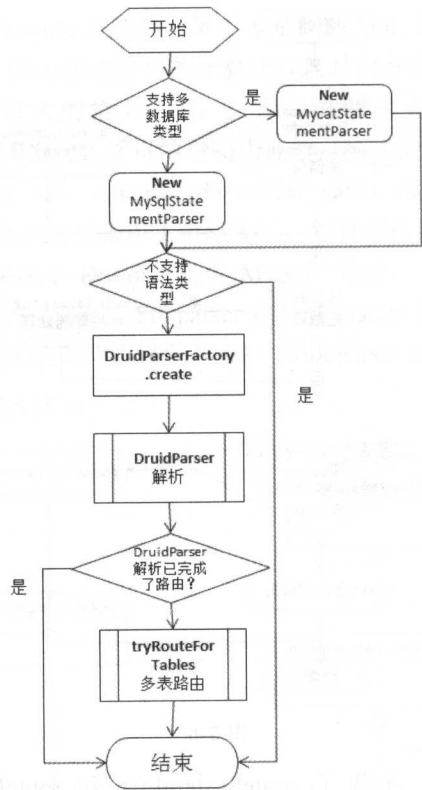 开始
支持多
数据库
类型
是
New
MycatState
mentParser
New
MySqlState
mentParser
不支持
语法类
型
DruidParserFactory
.create
是
DruidParser
解析
DruidParser
解析已完成
了路由？
是
tryRouteFor
Tables
多表路由
结束